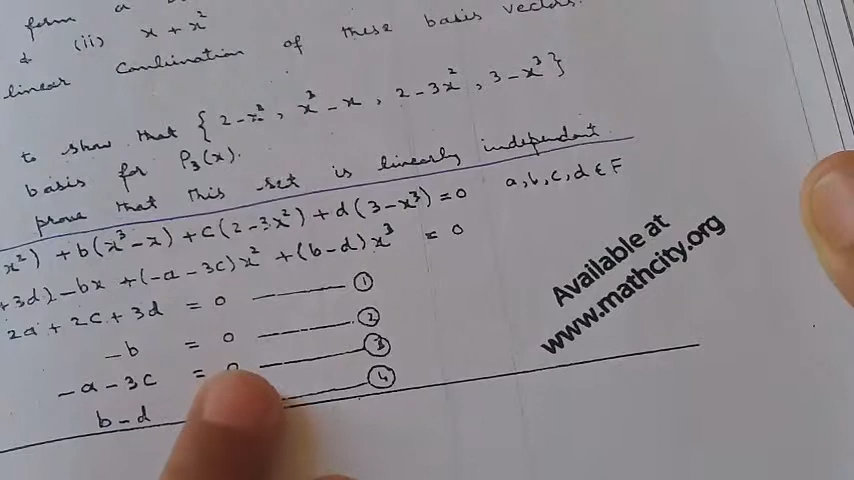 form a
& (ii) x + x²
linear combination of these basis vectors.
to show that {2-x², x³-x, 2-3x², 3-x³}
basis for P₃(x).
prove that this set is linearly independant
x²) + b(x³-x) + c(2-3x²) + d(3-x³) = 0 a,b,c,d ∈ F
+3d) - bx + (-a-3c)x² + (b-d)x³ = 0
2a + 2c + 3d = 0 ——— ①
-b = 0 ——— ②
-a - 3c = 0 ——— ③
b - d ——— ④
Available at
www.mathcity.org